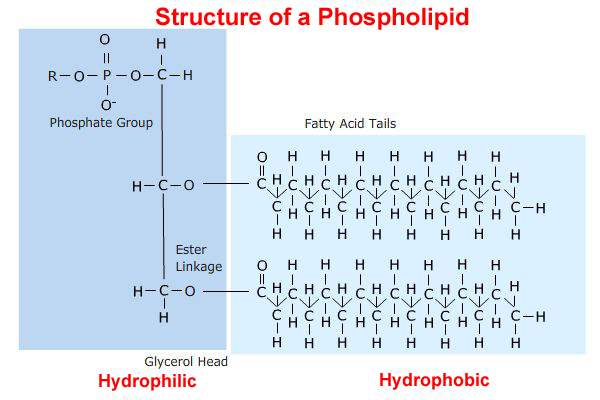 Structure of a Phospholipid
O H
R–O–P–O–C–H
O-
Phosphate Group
Fatty Acid Tails
O H H H H H H H
H–C–O C H C H C H C H C H C H C H C H
C H C H C H C H C H C H C H C–H
H H H H H H H H
Ester
Linkage
O H H H H H H H
H–C–O C H C H C H C H C H C H C H C H
H C H C H C H C H C H C H C H C–H
H H H H H H H H
Glycerol Head
Hydrophilic
Hydrophobic